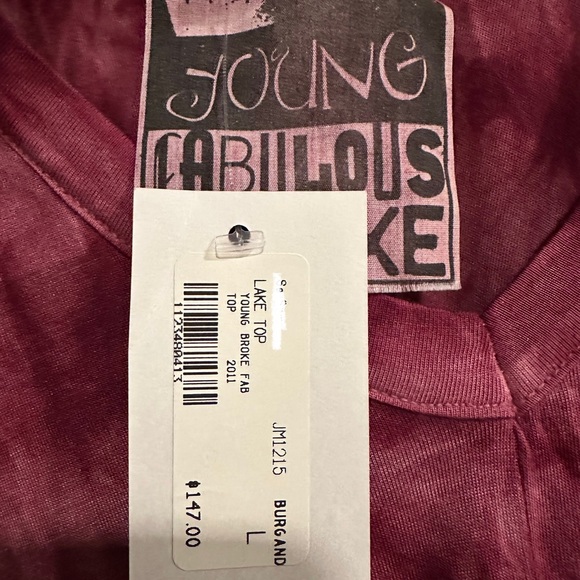 YOUNG
FABULOUS
KE
LAKE TOP
YOUNG BROKE FAB
TOP 2011
1123480413
JM1215
BURGAND
L
$147.00